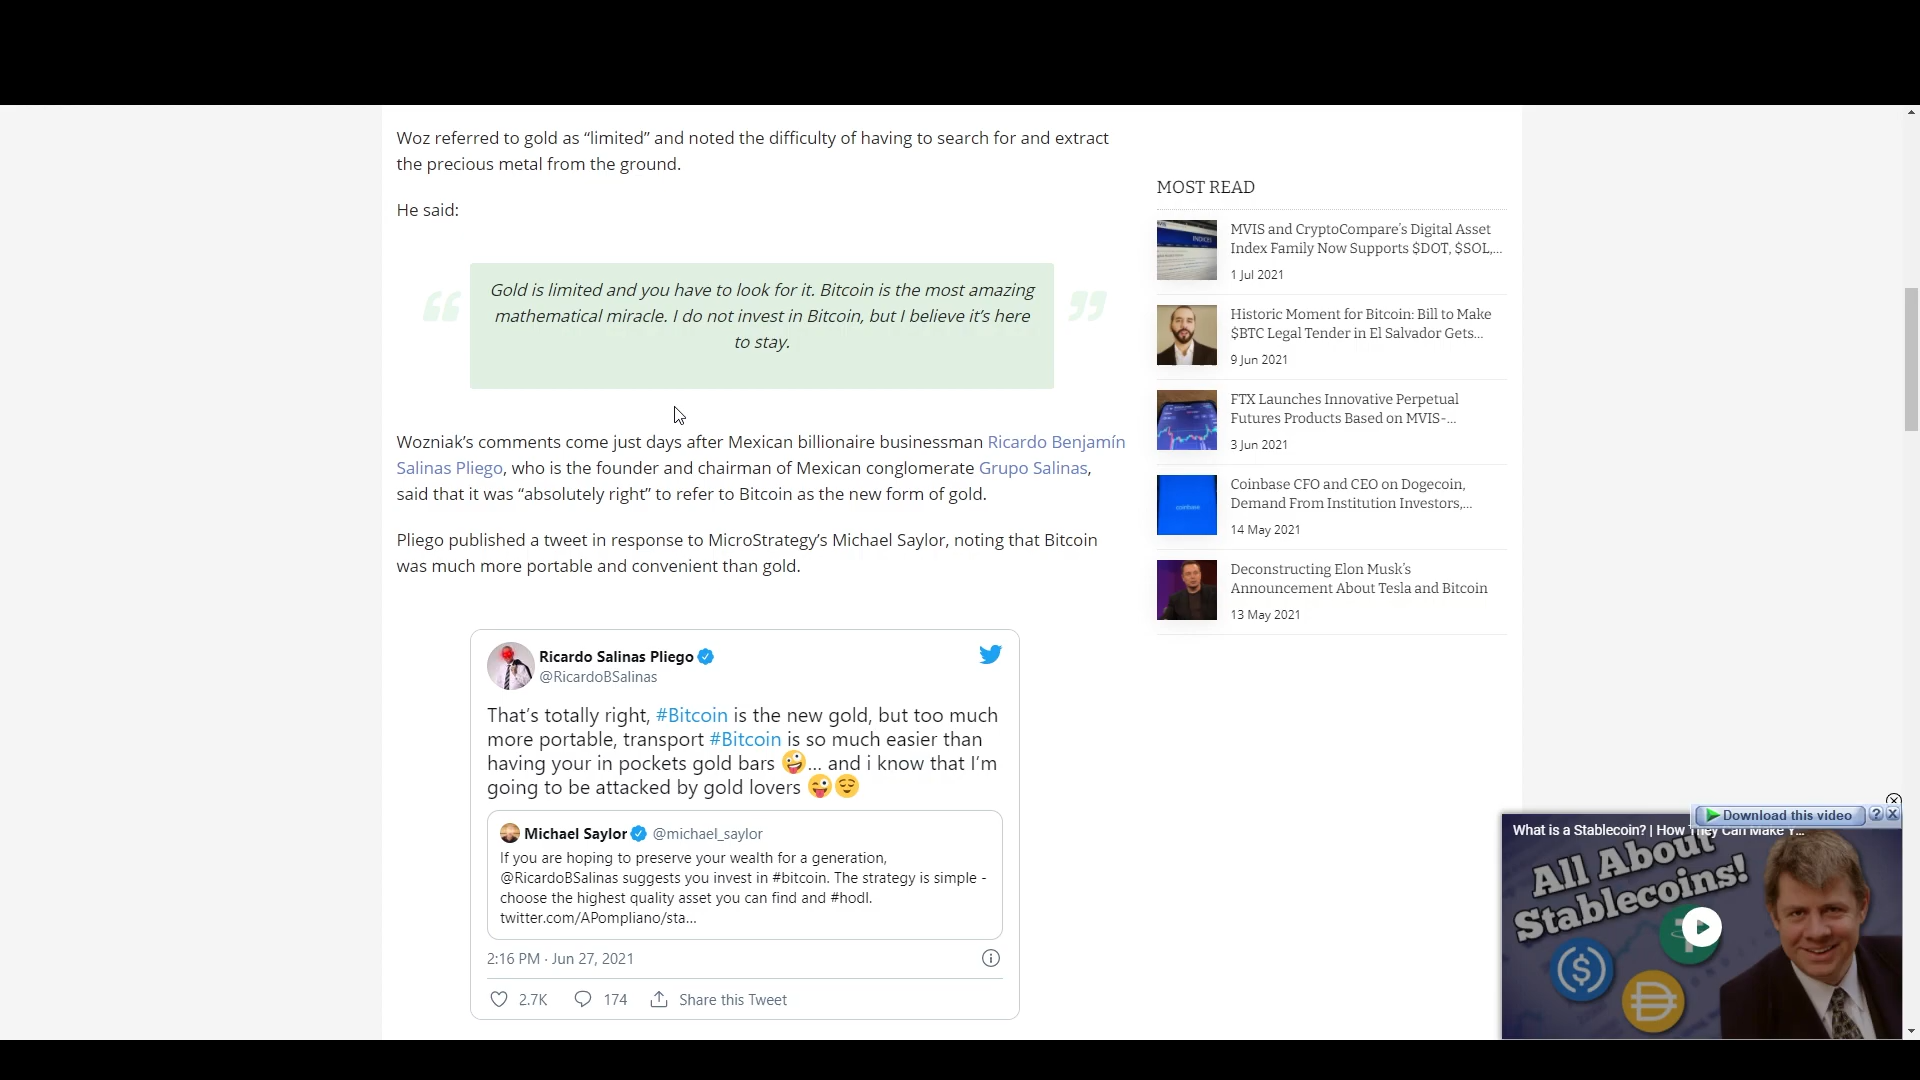 Woz referred to gold as “limited” and noted the difficulty of having to search for and extract
the precious metal from the ground.
He said:
Gold is limited and you have to look for it. Bitcoin is the most amazing
mathematical miracle. I do not invest in Bitcoin, but I believe it’s here
to stay.
Wozniak’s comments come just days after Mexican billionaire businessman Ricardo Benjamín
Salinas Pliego, who is the founder and chairman of Mexican conglomerate Grupo Salinas,
said that it was “absolutely right” to refer to Bitcoin as the new form of gold.
Pliego published a tweet in response to MicroStrategy’s Michael Saylor, noting that Bitcoin
was much more portable and convenient than gold.
Ricardo Salinas Pliego
@RicardoBSalinas
That’s totally right, #Bitcoin is the new gold, but too much
more portable, transport #Bitcoin is so much easier than
having your in pockets gold bars 🤪... and i know that I’m
going to be attacked by gold lovers 😜😌
Michael Saylor @michael_saylor
If you are hoping to preserve your wealth for a generation,
@RicardoBSalinas suggests you invest in #bitcoin. The strategy is simple -
choose the highest quality asset you can find and #hodl.
twitter.com/APompliano/sta...
2:16 PM · Jun 27, 2021
2.7K 174 Share this Tweet
MOST READ
MVIS and CryptoCompare’s Digital Asset
Index Family Now Supports $DOT, $SOL,...
1 Jul 2021
Historic Moment for Bitcoin: Bill to Make
$BTC Legal Tender in El Salvador Gets...
9 Jun 2021
FTX Launches Innovative Perpetual
Futures Products Based on MVIS-...
3 Jun 2021
Coinbase CFO and CEO on Dogecoin,
Demand From Institution Investors,...
14 May 2021
Deconstructing Elon Musk’s
Announcement About Tesla and Bitcoin
13 May 2021
Download this video
What is a Stablecoin? | How They Can Make Y...
All About
Stablecoins!